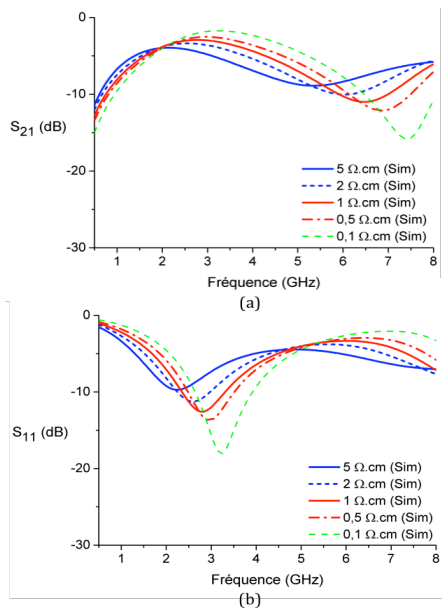 0
-10
-20
-30
S21 (dB)
5 Ω.cm (Sim)
2 Ω.cm (Sim)
1 Ω.cm (Sim)
0,5 Ω.cm (Sim)
0,1 Ω.cm (Sim)
1 2 3 4 5 6 7 8
Fréquence (GHz)
(a)
0
-10
-20
-30
S11 (dB)
5 Ω.cm (Sim)
2 Ω.cm (Sim)
1 Ω.cm (Sim)
0,5 Ω.cm (Sim)
0,1 Ω.cm (Sim)
1 2 3 4 5 6 7 8
Fréquence (GHz)
(b)